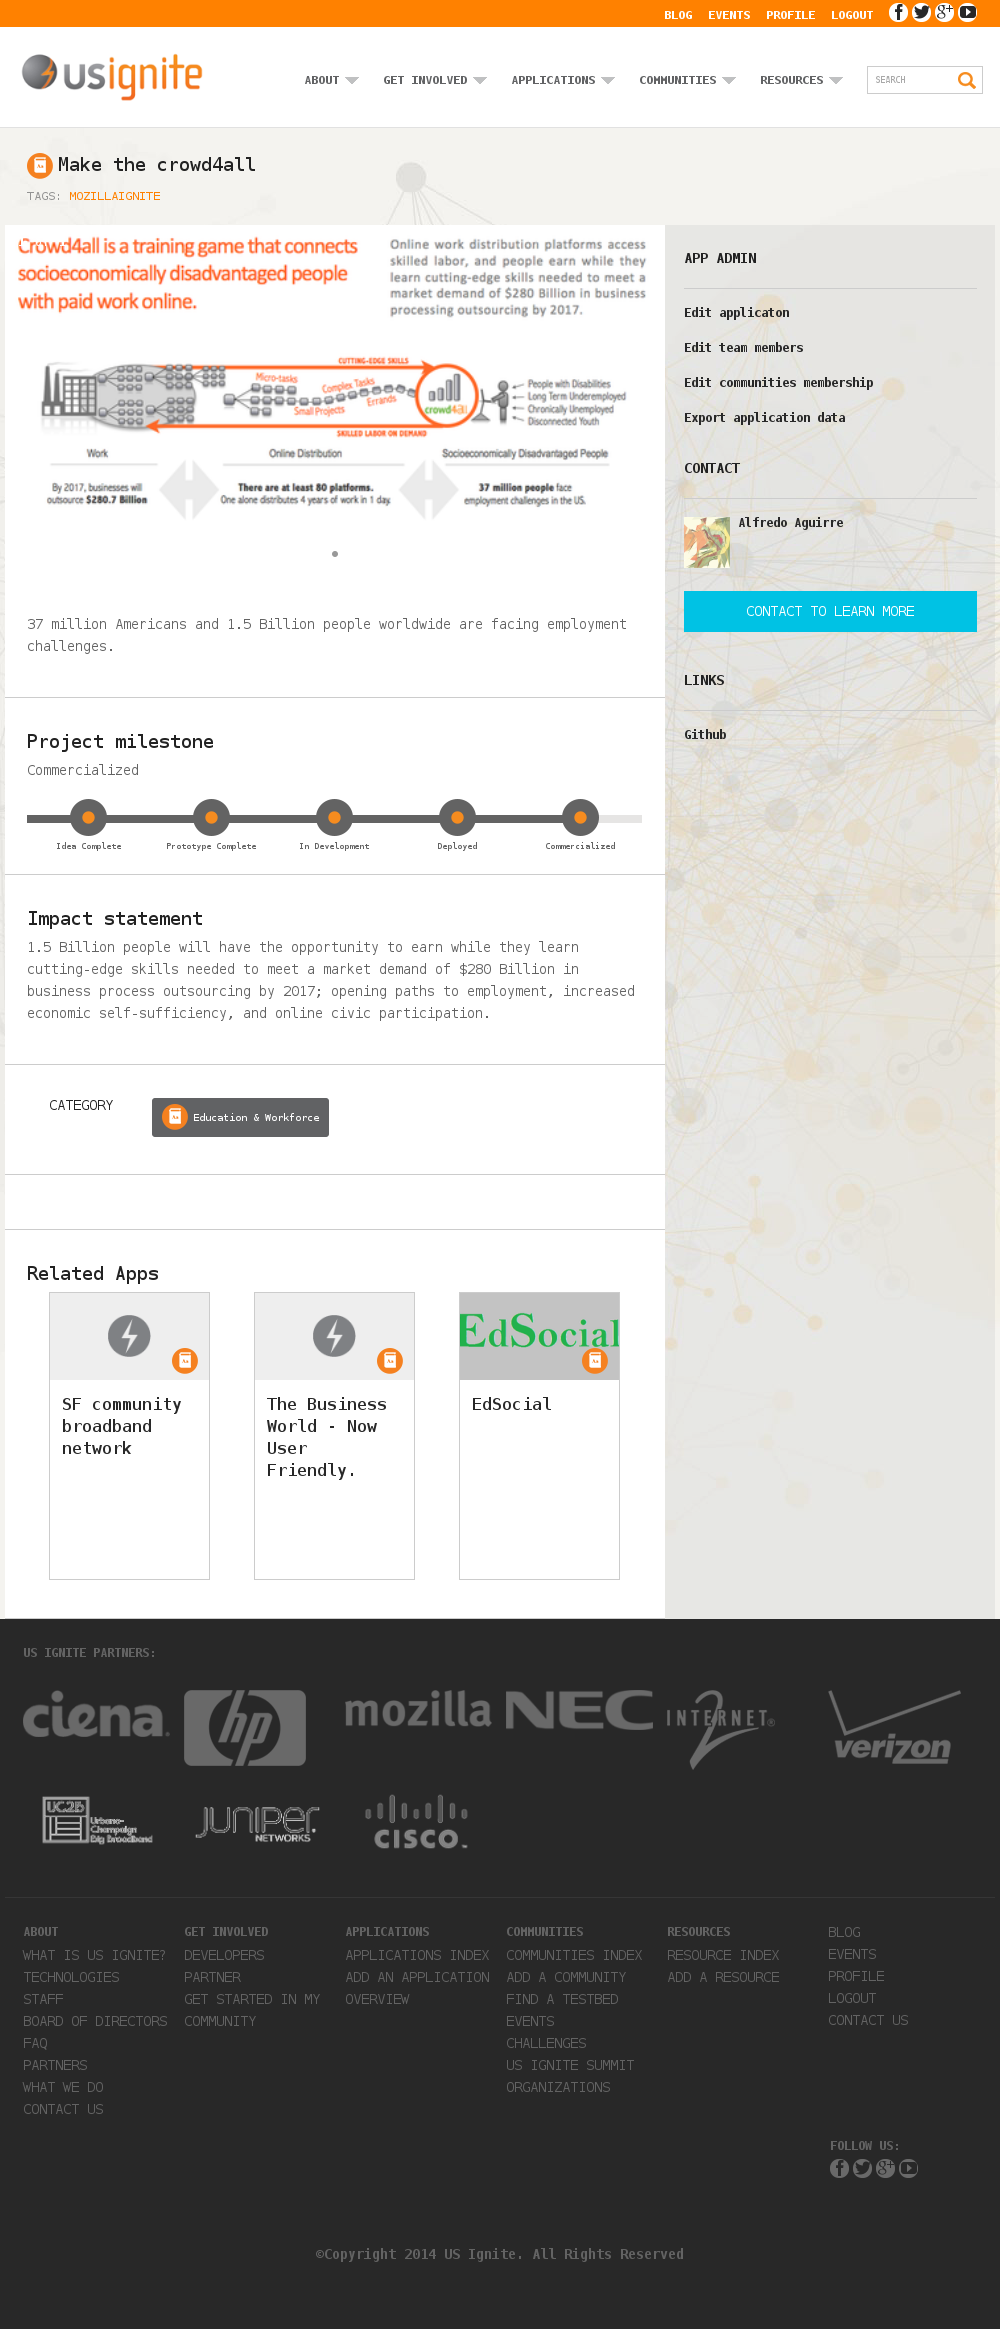 BLOG EVENTS PROFILE LOGOUT
usignite
ABOUT GET INVOLVED APPLICATIONS COMMUNITIES RESOURCES SEARCH
Make the crowd4all
TAGS: MOZILLAIGNITE
Crowd4all is a training game that connects
socioeconomically disadvantaged people
with paid work online.
Online work distribution platforms access
skilled labor, and people earn while they
learn cutting-edge skills needed to meet a
market demand of $280 Billion in business
processing outsourcing by 2017.
CUTTING-EDGE SKILLS
Micro-tasks
Complex Tasks
Small Projects
Errands
crowd4all
People with Disabilities
Long Term Underemployed
Chronically Unemployed
Disconnected Youth
SKILLED LABOR ON DEMAND
Work
Online Distribution
Socioeconomically Disadvantaged People
By 2017, businesses will
outsource $280.7 Billion
There are at least 80 platforms.
One alone distributes 4 years of work in 1 day.
37 million people face
employment challenges in the US.
37 million Americans and 1.5 Billion people worldwide are facing employment
challenges.
Project milestone
Commercialized
Idea Complete Prototype Complete In Development Deployed Commercialized
Impact statement
1.5 Billion people will have the opportunity to earn while they learn
cutting-edge skills needed to meet a market demand of $280 Billion in
business process outsourcing by 2017; opening paths to employment, increased
economic self-sufficiency, and online civic participation.
CATEGORY
Education & Workforce
Related Apps
SF community
broadband
network
The Business
World - Now
User
Friendly.
EdSocial
EdSocial
APP ADMIN
Edit applicaton
Edit team members
Edit communities membership
Export application data
CONTACT
Alfredo Aguirre
CONTACT TO LEARN MORE
LINKS
Github
US IGNITE PARTNERS:
ciena
hp
mozilla
NEC
INTERNET2®
verizon
UC2B
Urbana-
Champaign
Big Broadband
JUNIPER
NETWORKS
CISCO
ABOUT
WHAT IS US IGNITE?
TECHNOLOGIES
STAFF
BOARD OF DIRECTORS
FAQ
PARTNERS
WHAT WE DO
CONTACT US
GET INVOLVED
DEVELOPERS
PARTNER
GET STARTED IN MY
COMMUNITY
APPLICATIONS
APPLICATIONS INDEX
ADD AN APPLICATION
OVERVIEW
COMMUNITIES
COMMUNITIES INDEX
ADD A COMMUNITY
FIND A TESTBED
EVENTS
CHALLENGES
US IGNITE SUMMIT
ORGANIZATIONS
RESOURCES
RESOURCE INDEX
ADD A RESOURCE
BLOG
EVENTS
PROFILE
LOGOUT
CONTACT US
FOLLOW US:
©Copyright 2014 US Ignite. All Rights Reserved